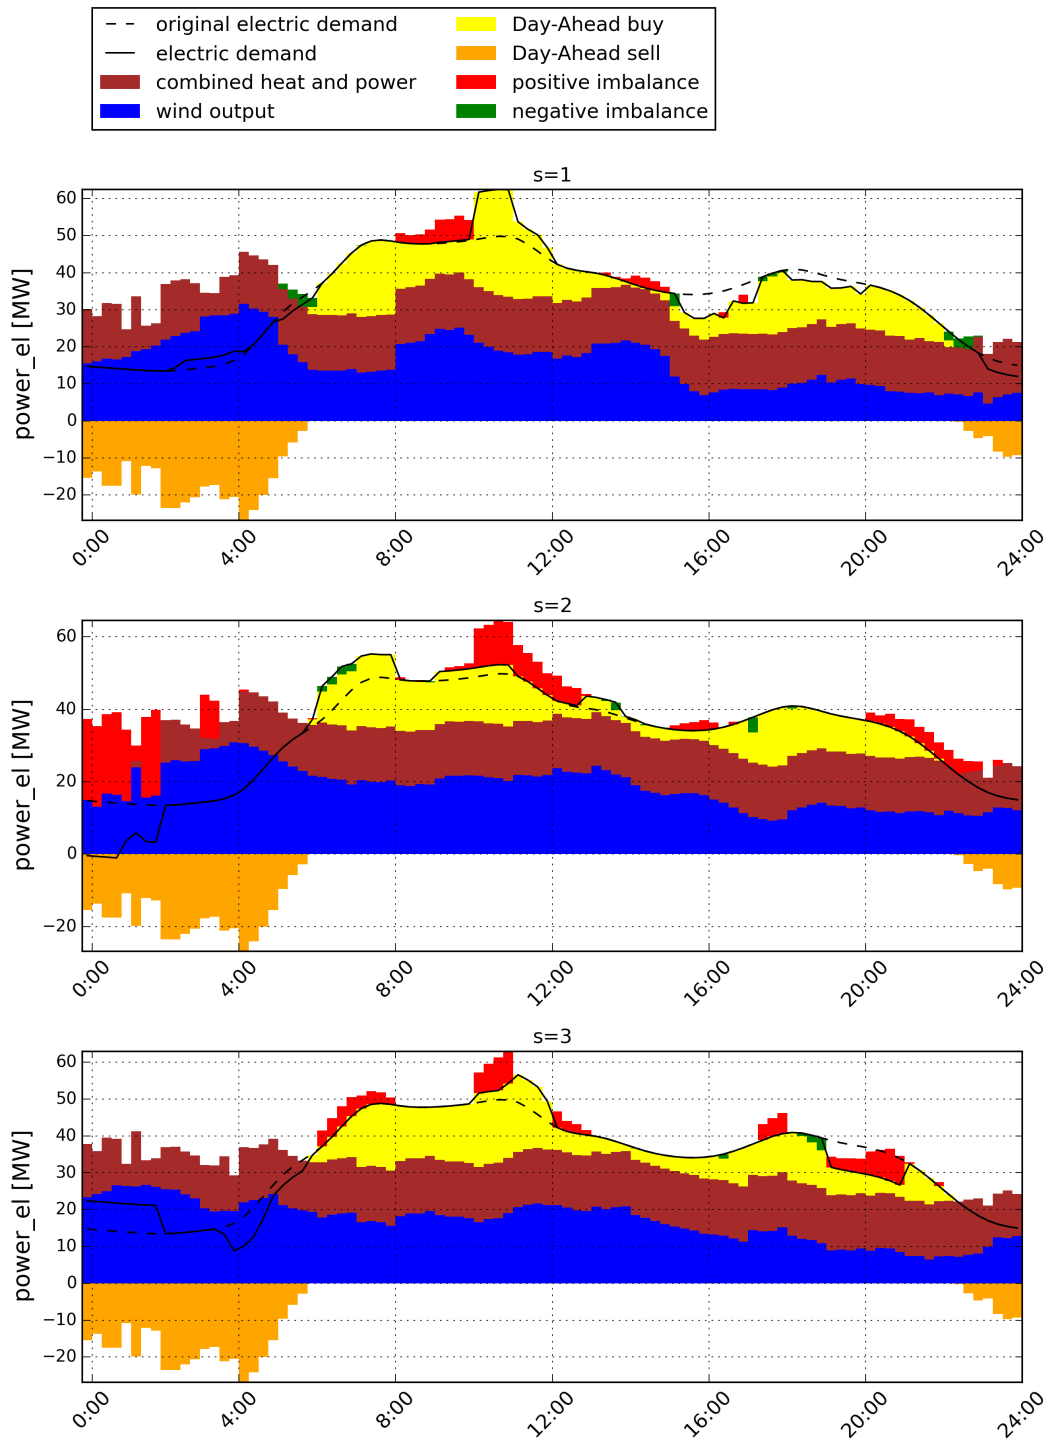 original electric demand
electric demand
combined heat and power
wind output
Day-Ahead buy
Day-Ahead sell
positive imbalance
negative imbalance
s=1
power_el [MW]
60
50
40
30
20
10
0
−10
−20
0:00 4:00 8:00 12:00 16:00 20:00 24:00
s=2
power_el [MW]
60
40
20
0
−20
0:00 4:00 8:00 12:00 16:00 20:00 24:00
s=3
power_el [MW]
60
50
40
30
20
10
0
−10
−20
0:00 4:00 8:00 12:00 16:00 20:00 24:00